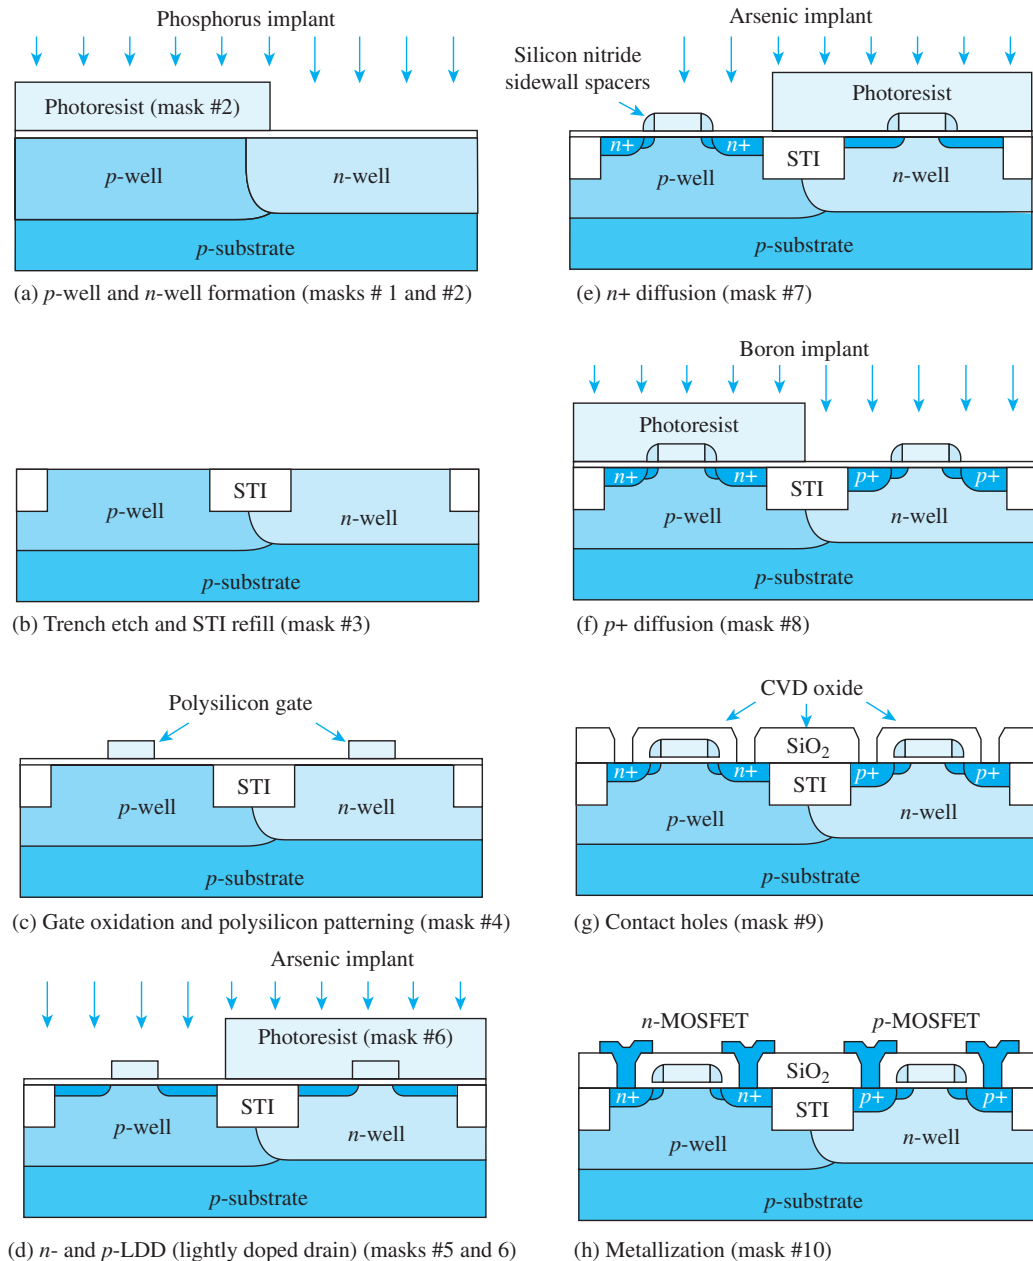 Phosphorus implant
Photoresist (mask #2)
p-well
n-well
p-substrate
(a) p-well and n-well formation (masks # 1 and #2)
STI
p-well
n-well
p-substrate
(b) Trench etch and STI refill (mask #3)
Polysilicon gate
STI
p-well
n-well
p-substrate
(c) Gate oxidation and polysilicon patterning (mask #4)
Arsenic implant
Photoresist (mask #6)
STI
p-well
n-well
p-substrate
(d) n- and p-LDD (lightly doped drain) (masks #5 and 6)
Arsenic implant
Silicon nitride
sidewall spacers
Photoresist
n+ n+ STI
p-well
n-well
p-substrate
(e) n+ diffusion (mask #7)
Boron implant
Photoresist
n+ n+ STI p+ p+
p-well
n-well
p-substrate
(f) p+ diffusion (mask #8)
CVD oxide
SiO2
n+ n+ STI p+ p+
p-well
n-well
p-substrate
(g) Contact holes (mask #9)
n-MOSFET p-MOSFET
SiO2
n+ n+ STI p+ p+
p-well
n-well
p-substrate
(h) Metallization (mask #10)